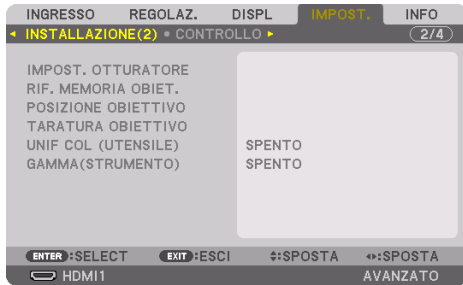 INGRESSO REGOLAZ. DISPL IMPOST. INFO
INSTALLAZIONE(2) • CONTROLLO 2/4
IMPOST. OTTURATORE
RIF. MEMORIA OBIET.
POSIZIONE OBIETTIVO
TARATURA OBIETTIVO
UNIF COL (UTENSILE) SPENTO
GAMMA(STRUMENTO) SPENTO
ENTER :SELECT EXIT :ESCI :SPOSTA :SPOSTA
HDMI1 AVANZATO